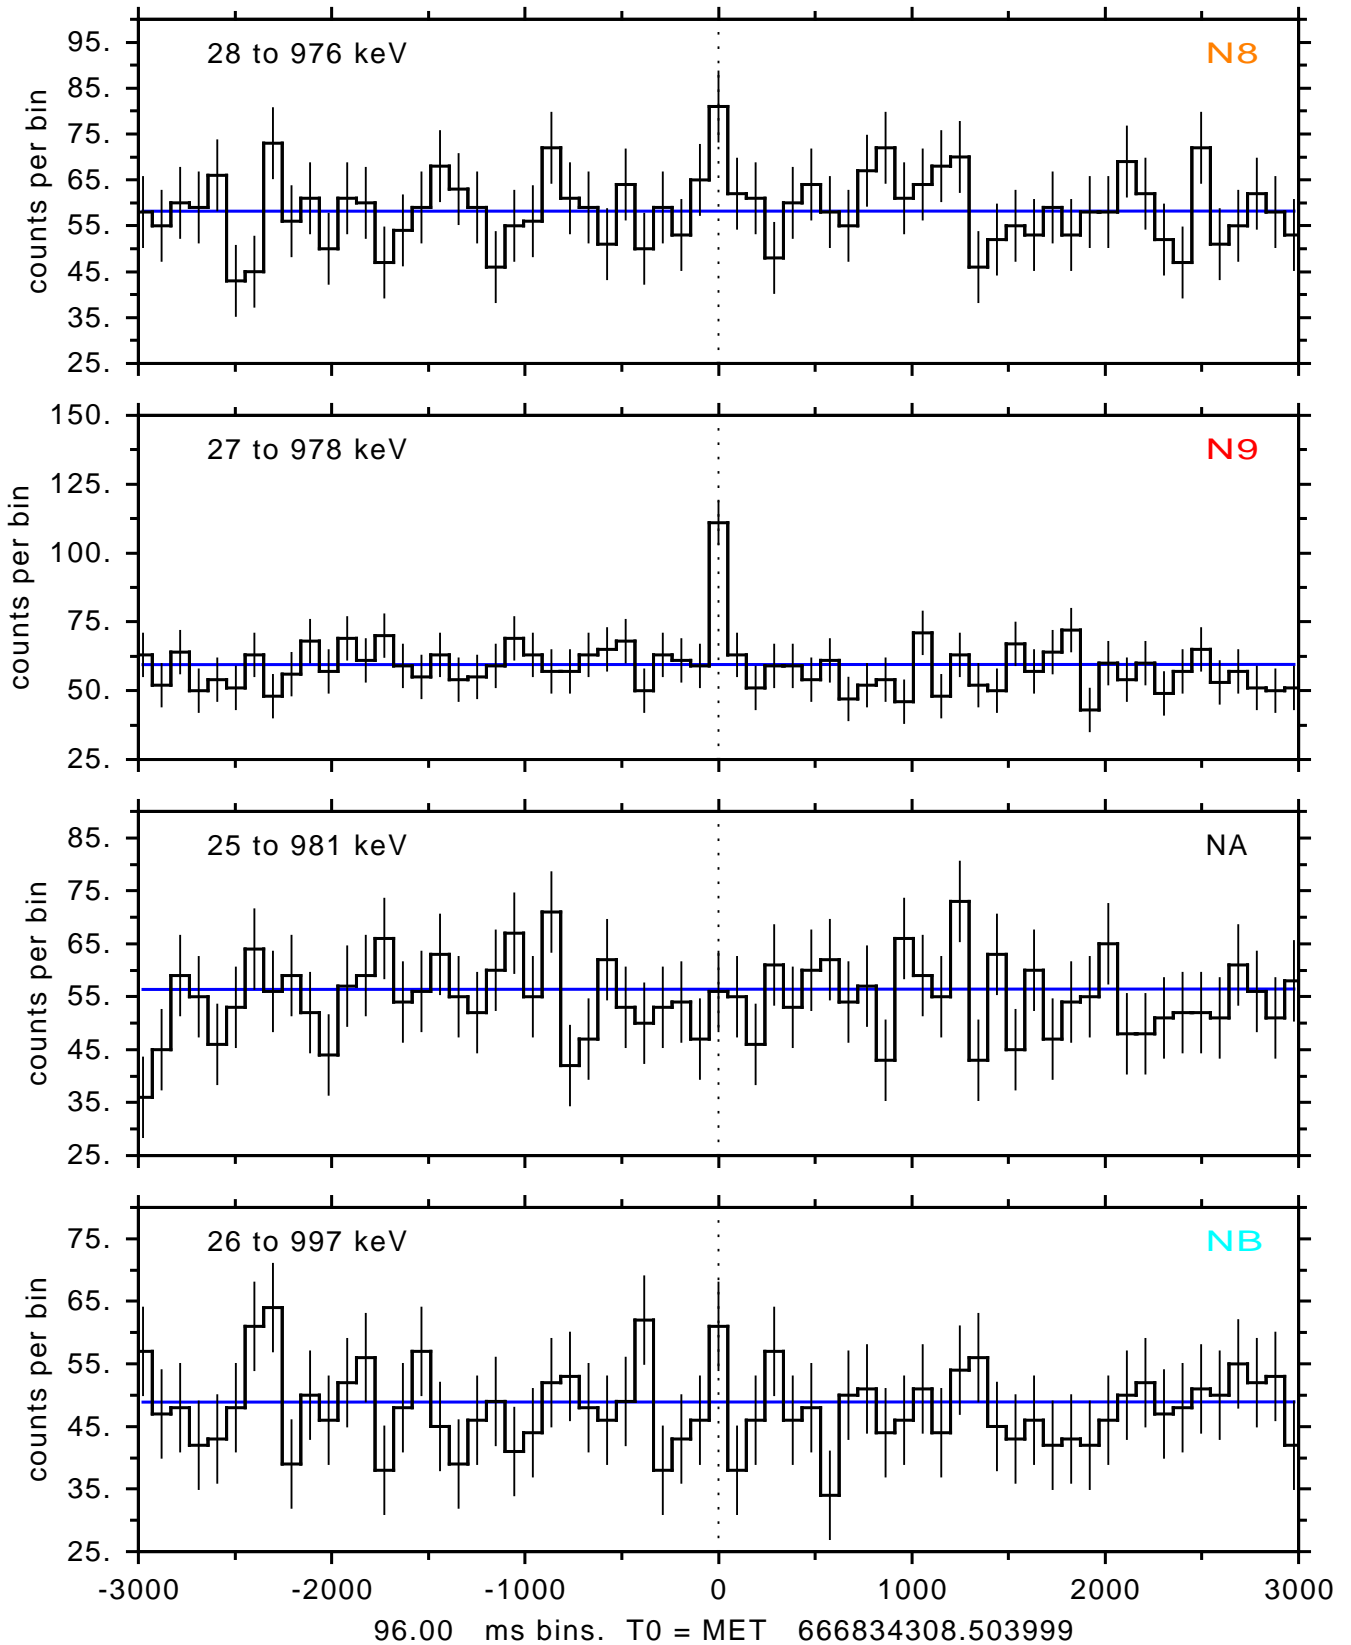 28 to 976 keV N8
95.
85.
75.
65.
55.
45.
35.
25.
counts per bin
27 to 978 keV N9
150.
125.
100.
75.
50.
25.
counts per bin
25 to 981 keV NA
85.
75.
65.
55.
45.
35.
25.
counts per bin
26 to 997 keV NB
75.
65.
55.
45.
35.
25.
counts per bin
-3000 -2000 -1000 0 1000 2000 3000
96.00 ms bins. T0 = MET 666834308.503999